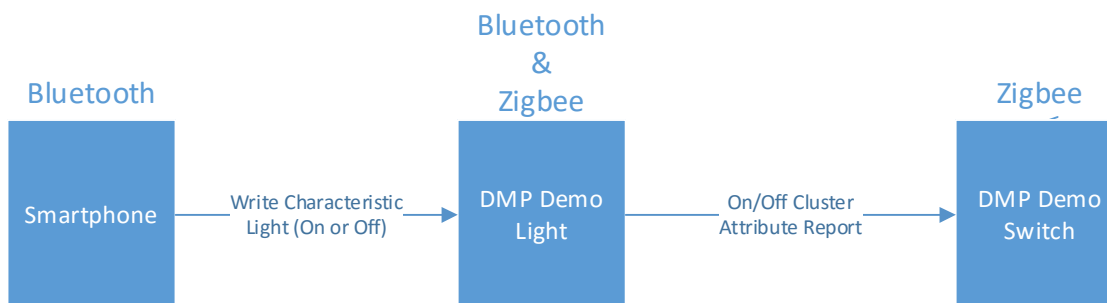 Bluetooth
Smartphone
Write Characteristic
Light (On or Off)
Bluetooth
&
Zigbee
DMP Demo
Light
On/Off Cluster
Attribute Report
Zigbee
DMP Demo
Switch